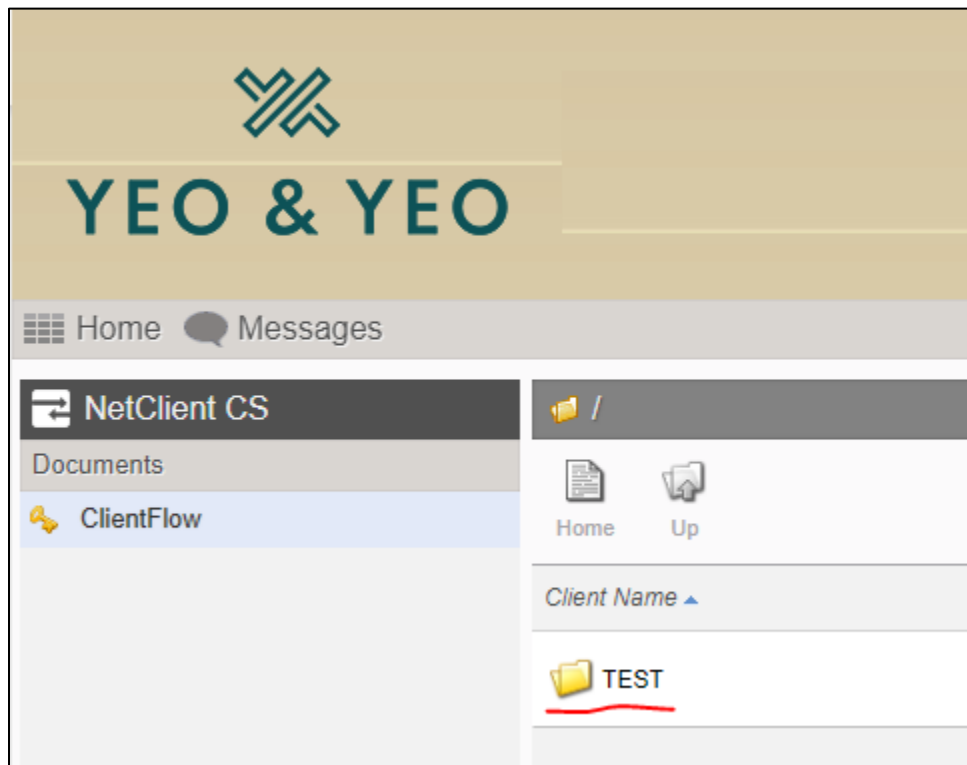 YEO & YEO
Home Messages
NetClient CS
Documents
ClientFlow
/
Home Up
Client Name
TEST